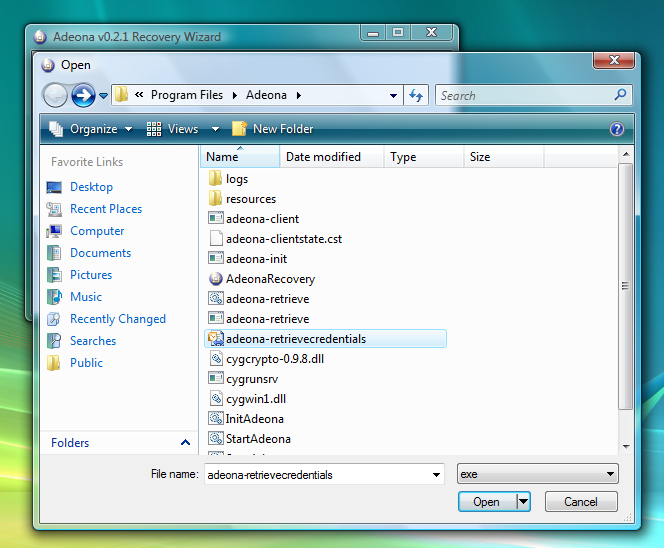 Adeona v0.2.1 Recovery Wizard
Open
« Program Files Adeona Search
Organize Views New Folder
Favorite Links
Desktop
Recent Places
Computer
Documents
Pictures
Music
Recently Changed
Searches
Public
Folders
Name Date modified Type Size
logs
resources
adeona-client
adeona-clientstate.cst
adeona-init
AdeonaRecovery
adeona-retrieve
adeona-retrieve
adeona-retrievecredentials
cygcrypto-0.9.8.dll
cygrunsrv
cygwin1.dll
InitAdeona
StartAdeona
File name: adeona-retrievecredentials exe
Open Cancel